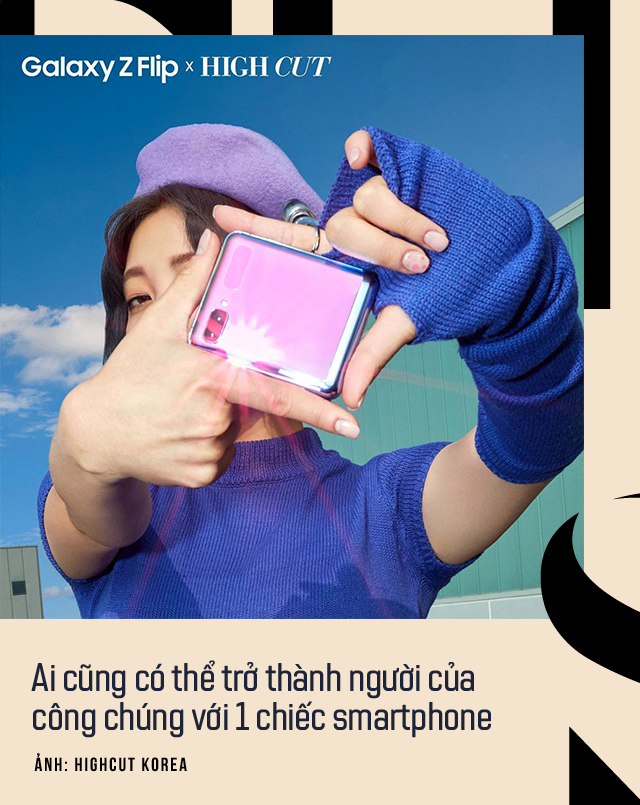 Galaxy Z Flip x HIGH CUT
Ai cũng có thể trở thành người của
công chúng với 1 chiếc smartphone
ẢNH: HIGHCUT KOREA